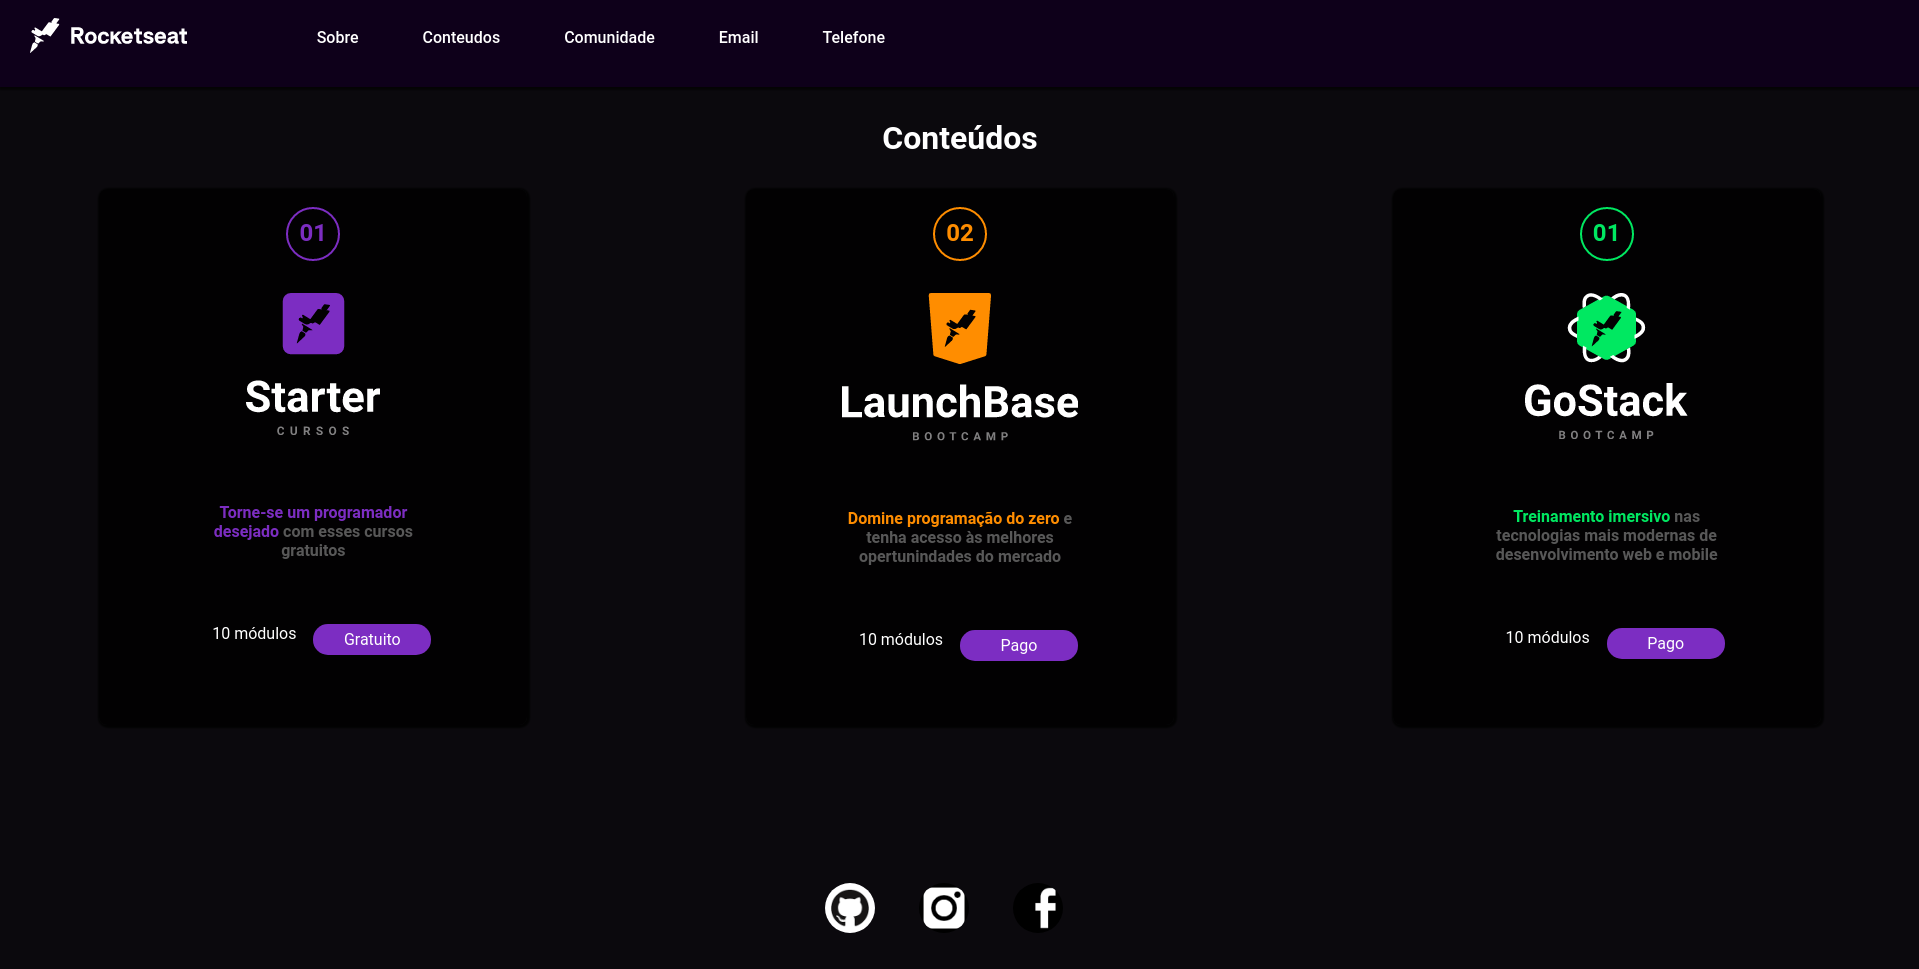 Rocketseat
Sobre
Conteudos
Comunidade
Email
Telefone
Conteúdos
01
Starter
CURSOS
Torne-se um programador
desejado com esses cursos
gratuitos
10 módulos
Gratuito
02
LaunchBase
BOOTCAMP
Domine programação do zero e
tenha acesso às melhores
opertunindades do mercado
10 módulos
Pago
01
GoStack
BOOTCAMP
Treinamento imersivo nas
tecnologias mais modernas de
desenvolvimento web e mobile
10 módulos
Pago